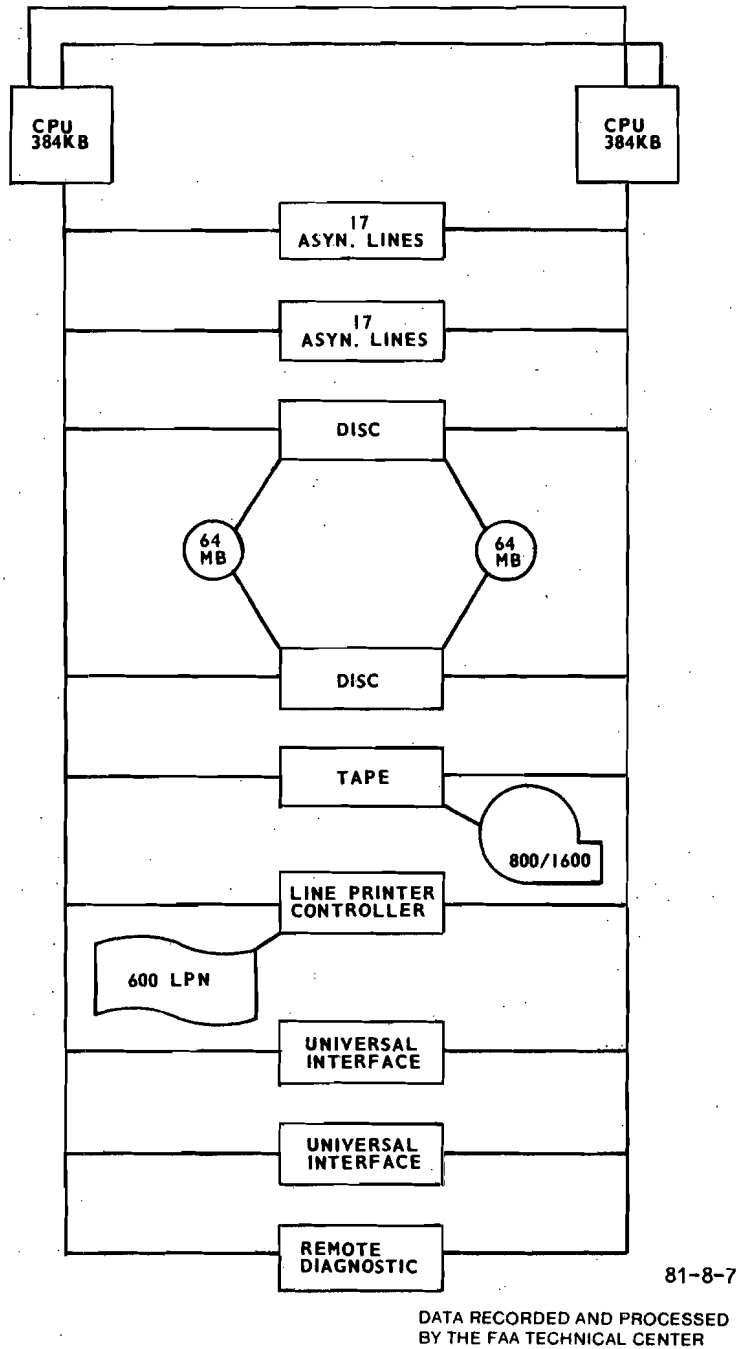 CPU
384KB
CPU
384KB
17
ASYN. LINES
17
ASYN. LINES
DISC
64
MB
64
MB
DISC
TAPE
800/1600
LINE PRINTER
CONTROLLER
600 LPN
UNIVERSAL
INTERFACE
UNIVERSAL
INTERFACE
REMOTE
DIAGNOSTIC
81-8-7
DATA RECORDED AND PROCESSED
BY THE FAA TECHNICAL CENTER